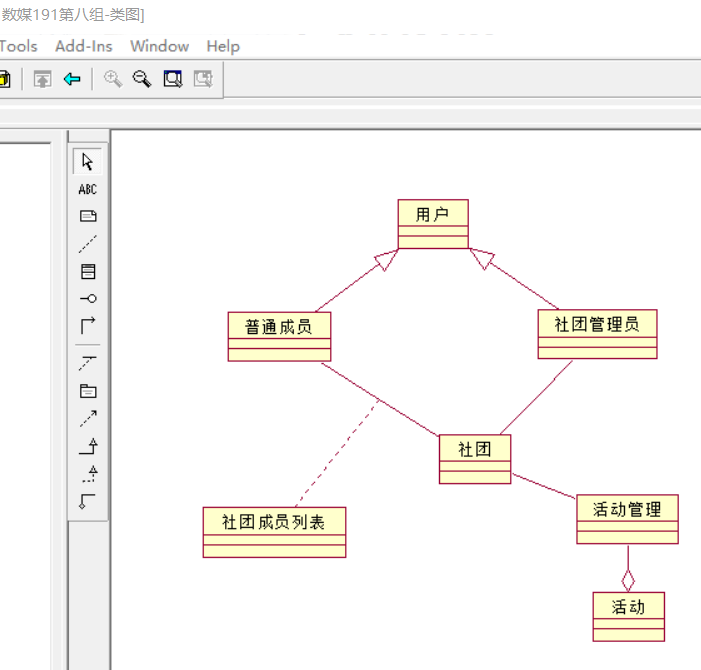 数媒191第八组-类图]
Tools Add-Ins Window Help
ABC
用户
普通成员
社团管理员
社团
活动管理
社团成员列表
活动